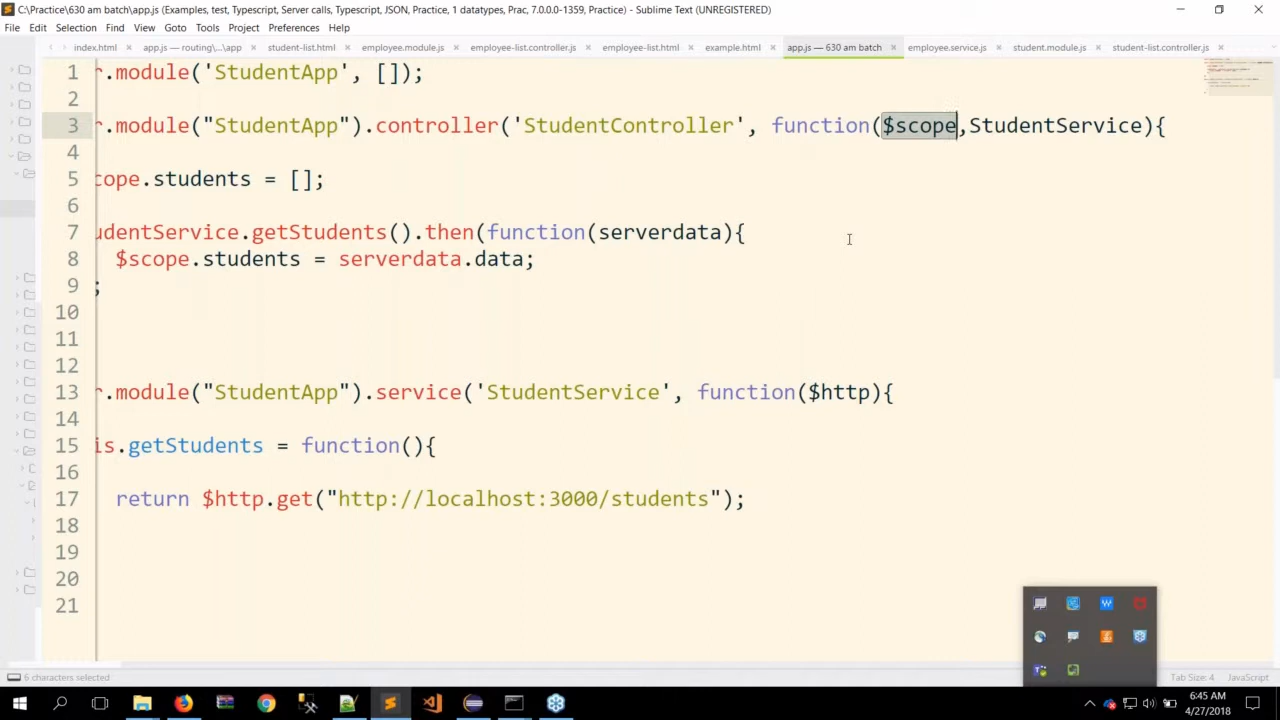 C:\Practice\630 am batch\app.js (Examples, test, Typescript, Server calls, Typescript, JSON, Practice, 1 datatypes, Prac, 7.0.0.0-1359, Practice) - Sublime Text (UNREGISTERED)
File Edit Selection Find View Goto Tools Project Preferences Help
index.html app.js — routing\...\app student-list.html employee.module.js employee-list.controller.js employee-list.html example.html app.js — 630 am batch employee.service.js student.module.js student-list.controller.js
1 r.module('StudentApp', []);
2
3 r.module("StudentApp").controller('StudentController', function($scope,StudentService){
4
5 cope.students = [];
6
7 udentService.getStudents().then(function(serverdata){
8 $scope.students = serverdata.data;
9 ;
10
11
12
13 r.module("StudentApp").service('StudentService', function($http){
14
15 is.getStudents = function(){
16
17 return $http.get("http://localhost:3000/students");
18
19
20
21
6 characters selected Tab Size: 4 JavaScript
6:45 AM
4/27/2018